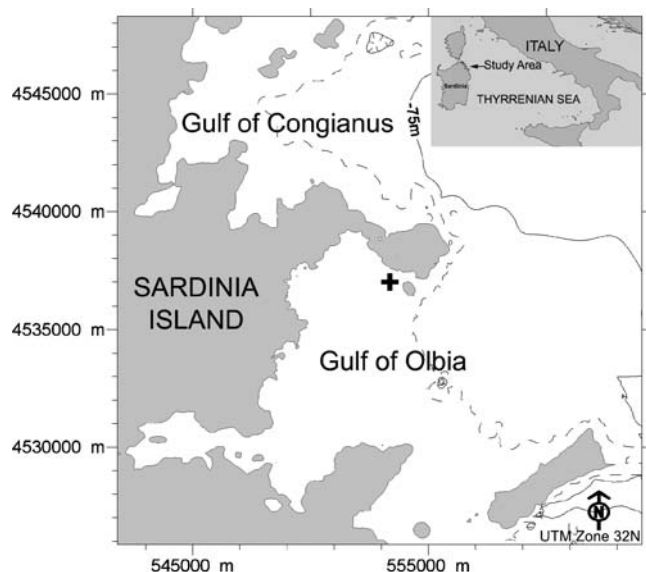 ITALY
Study Area
Sardinia
THYRRENIAN SEA
4545000 m
Gulf of Congianus
-75m
4540000 m
SARDINIA
ISLAND
4535000 m
Gulf of Olbia
4530000 m
N
UTM Zone 32N
545000 m
555000 m